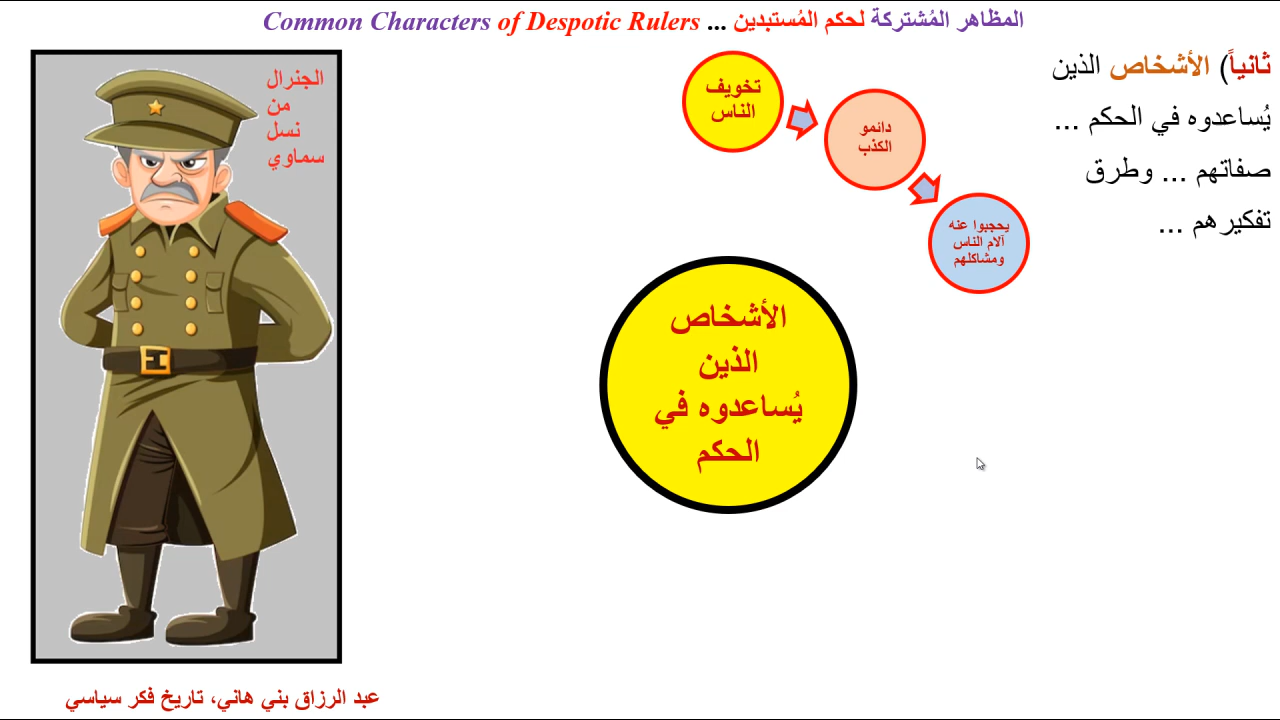 المظاهر المُشتركة لحكم المُستبدين ... Common Characters of Despotic Rulers
ثانياً) الأشخاص الذين
يُساعدوه في الحكم ...
صفاتهم ... وطرق
تفكيرهم ...
تخويف
الناس
دائمو
الكذب
يحجبوا عنه
آلام الناس
ومشاكلهم
الأشخاص
الذين
يُساعدوه في
الحكم
الجنرال
من
نسل
سماوي
عبد الرزاق بني هاني، تاريخ فكر سياسي